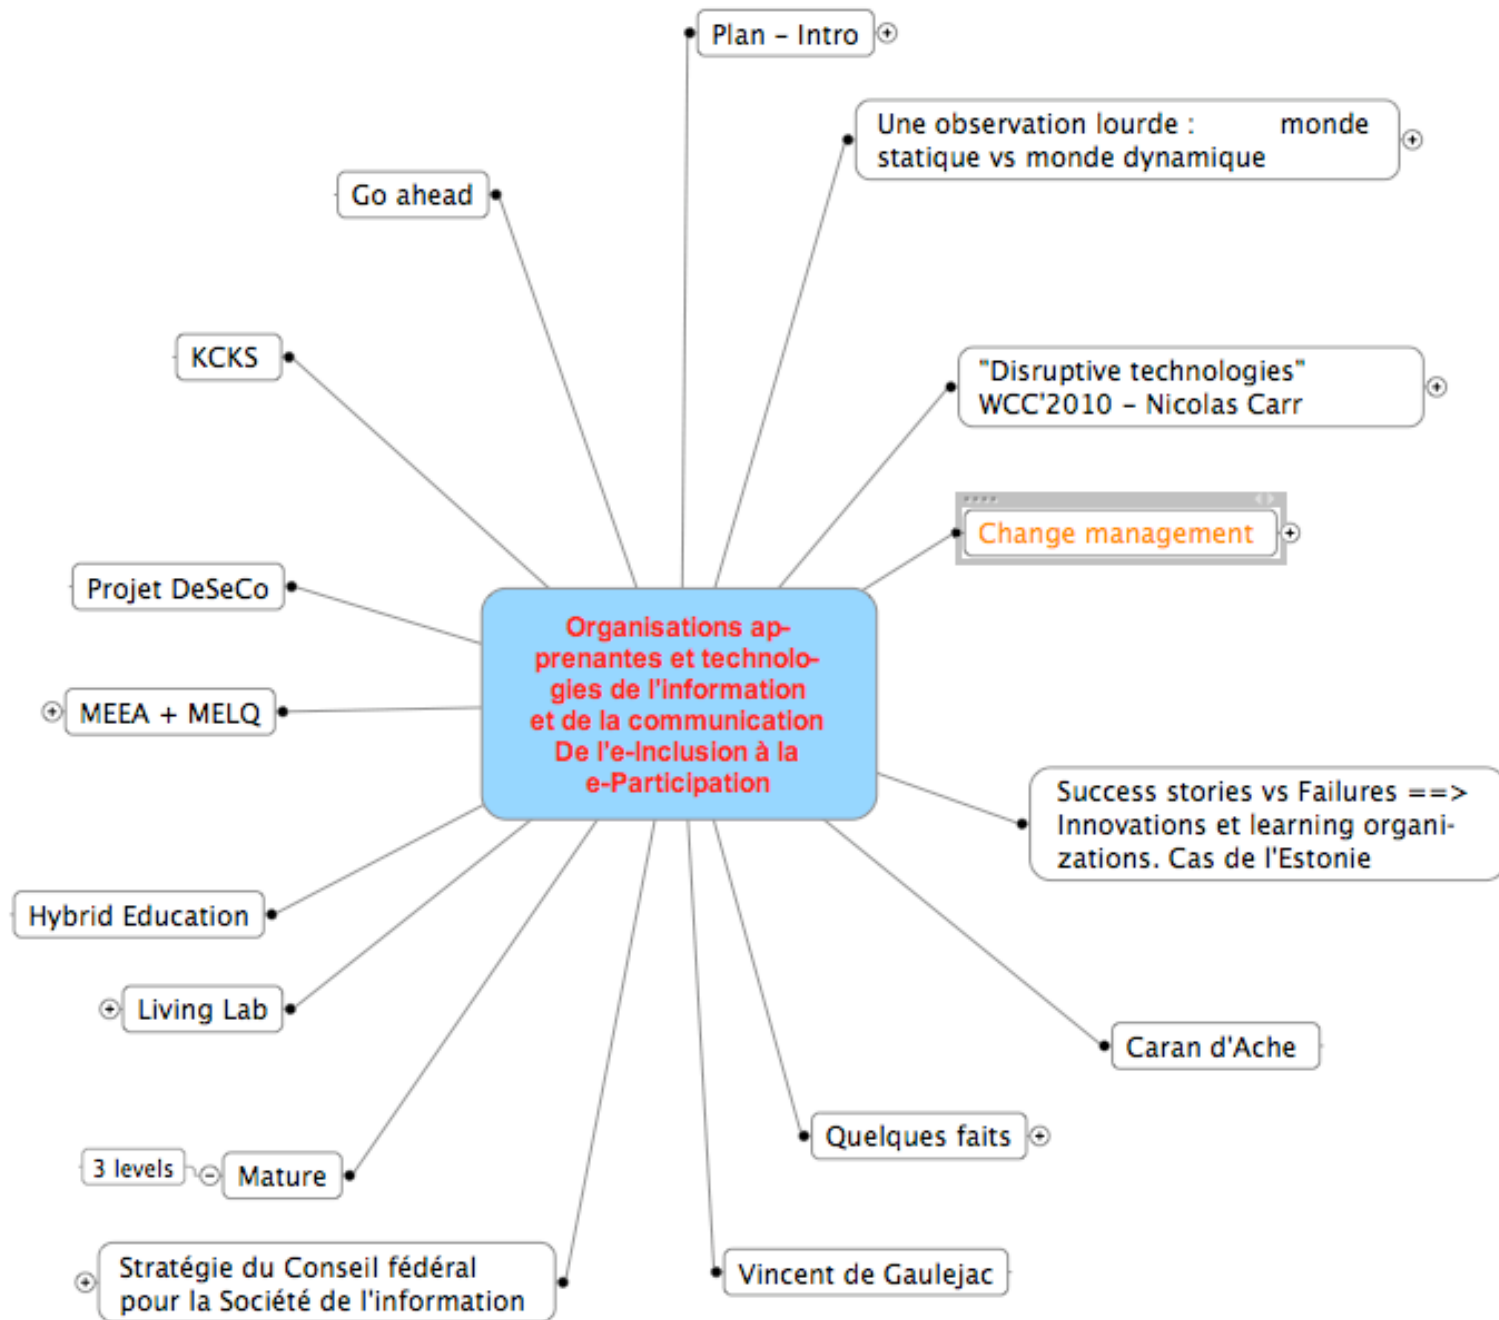 Plan – Intro
Une observation lourde : monde
statique vs monde dynamique
Go ahead
KCKS
"Disruptive technologies"
WCC'2010 – Nicolas Carr
Change management
Projet DeSeCo
MEEA + MELQ
Organisations ap-
prenantes et technolo-
gies de l'information
et de la communication
De l'e-Inclusion à la
e-Participation
Success stories vs Failures ==>
Innovations et learning organi-
zations. Cas de l'Estonie
Hybrid Education
Living Lab
Caran d'Ache
Quelques faits
3 levels
Mature
Stratégie du Conseil fédéral
pour la Société de l'information
Vincent de Gaulejac